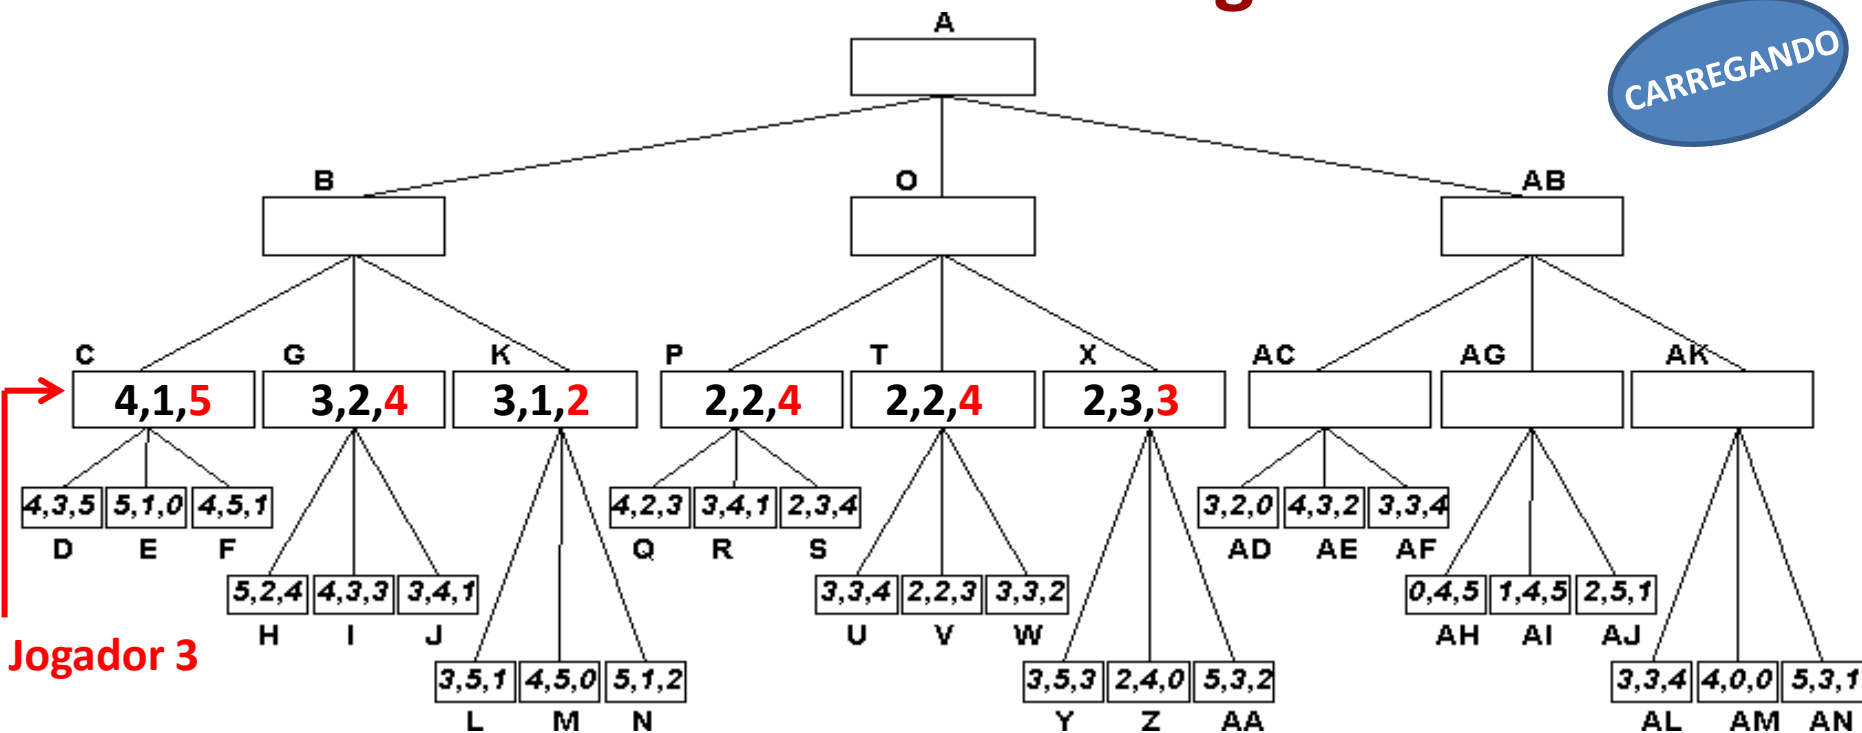 g
A
CARREGANDO
B O AB
C G K P T X AC AG AK
4,1,5 3,2,4 3,1,2 2,2,4 2,2,4 2,3,3
4,3,5 5,1,0 4,5,1 4,2,3 3,4,1 2,3,4 3,2,0 4,3,2 3,3,4
D E F Q R S AD AE AF
5,2,4 4,3,3 3,4,1 3,3,4 2,2,3 3,3,2 0,4,5 1,4,5 2,5,1
H I J U V W AH AI AJ
Jogador 3
3,5,1 4,5,0 5,1,2 3,5,3 2,4,0 5,3,2 3,3,4 4,0,0 5,3,1
L M N Y Z AA AL AM AN